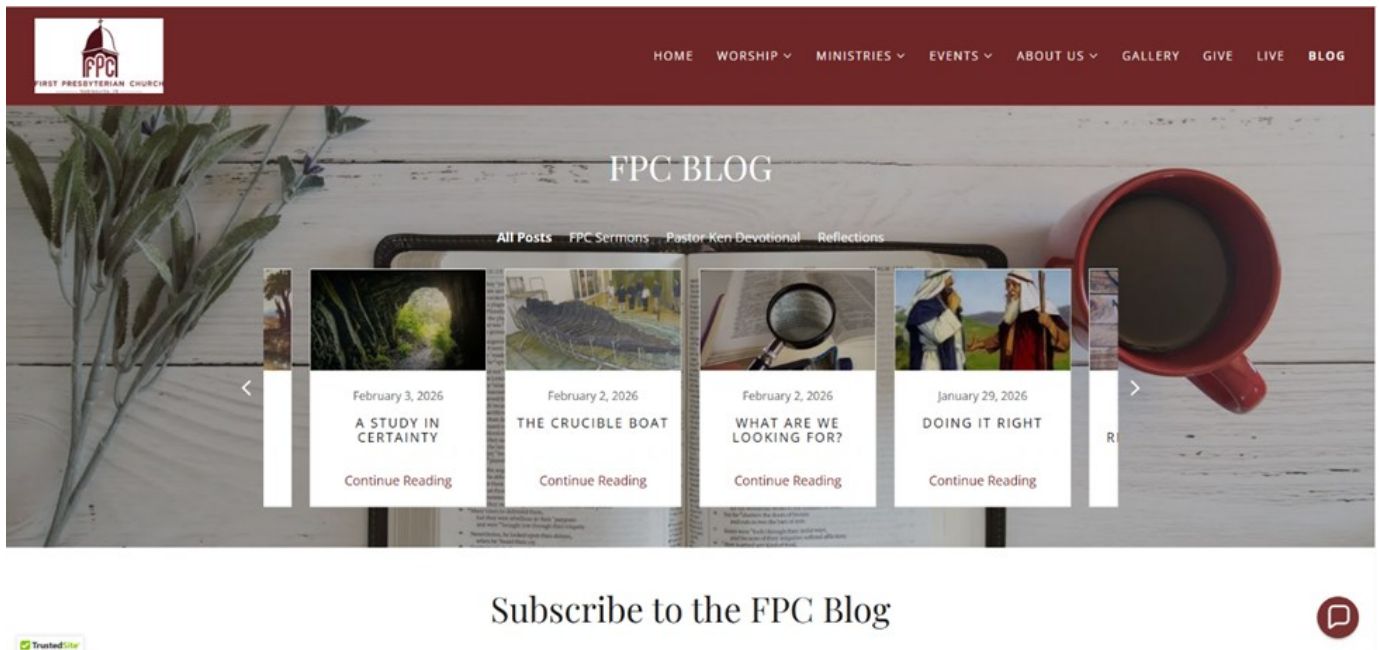 FPC
FIRST PRESBYTERIAN CHURCH
HOME WORSHIP MINISTRIES EVENTS ABOUT US GALLERY GIVE LIVE BLOG
FPC BLOG
All Posts FPC Sermons Pastor Ken Devotional Reflections
February 3, 2026
A STUDY IN
CERTAINTY
Continue Reading
February 2, 2026
THE CRUCIBLE BOAT
Continue Reading
February 2, 2026
WHAT ARE WE
LOOKING FOR?
Continue Reading
January 29, 2026
DOING IT RIGHT
Continue Reading
Subscribe to the FPC Blog
TrustedSite